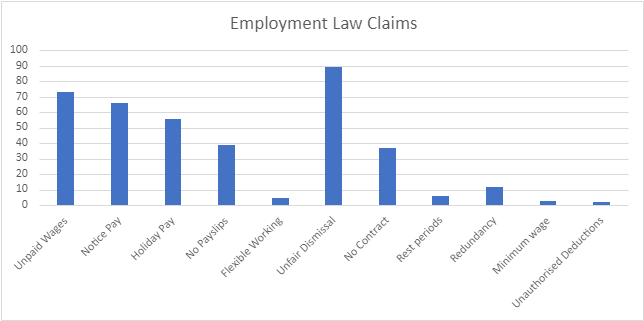 Employment Law Claims
100
90
80
70
60
50
40
30
20
10
0
Unpaid Wages
Notice Pay
Holiday Pay
No Payslips
Flexible Working
Unfair Dismissal
No Contract
Rest periods
Redundancy
Minimum wage
Unauthorised Deductions